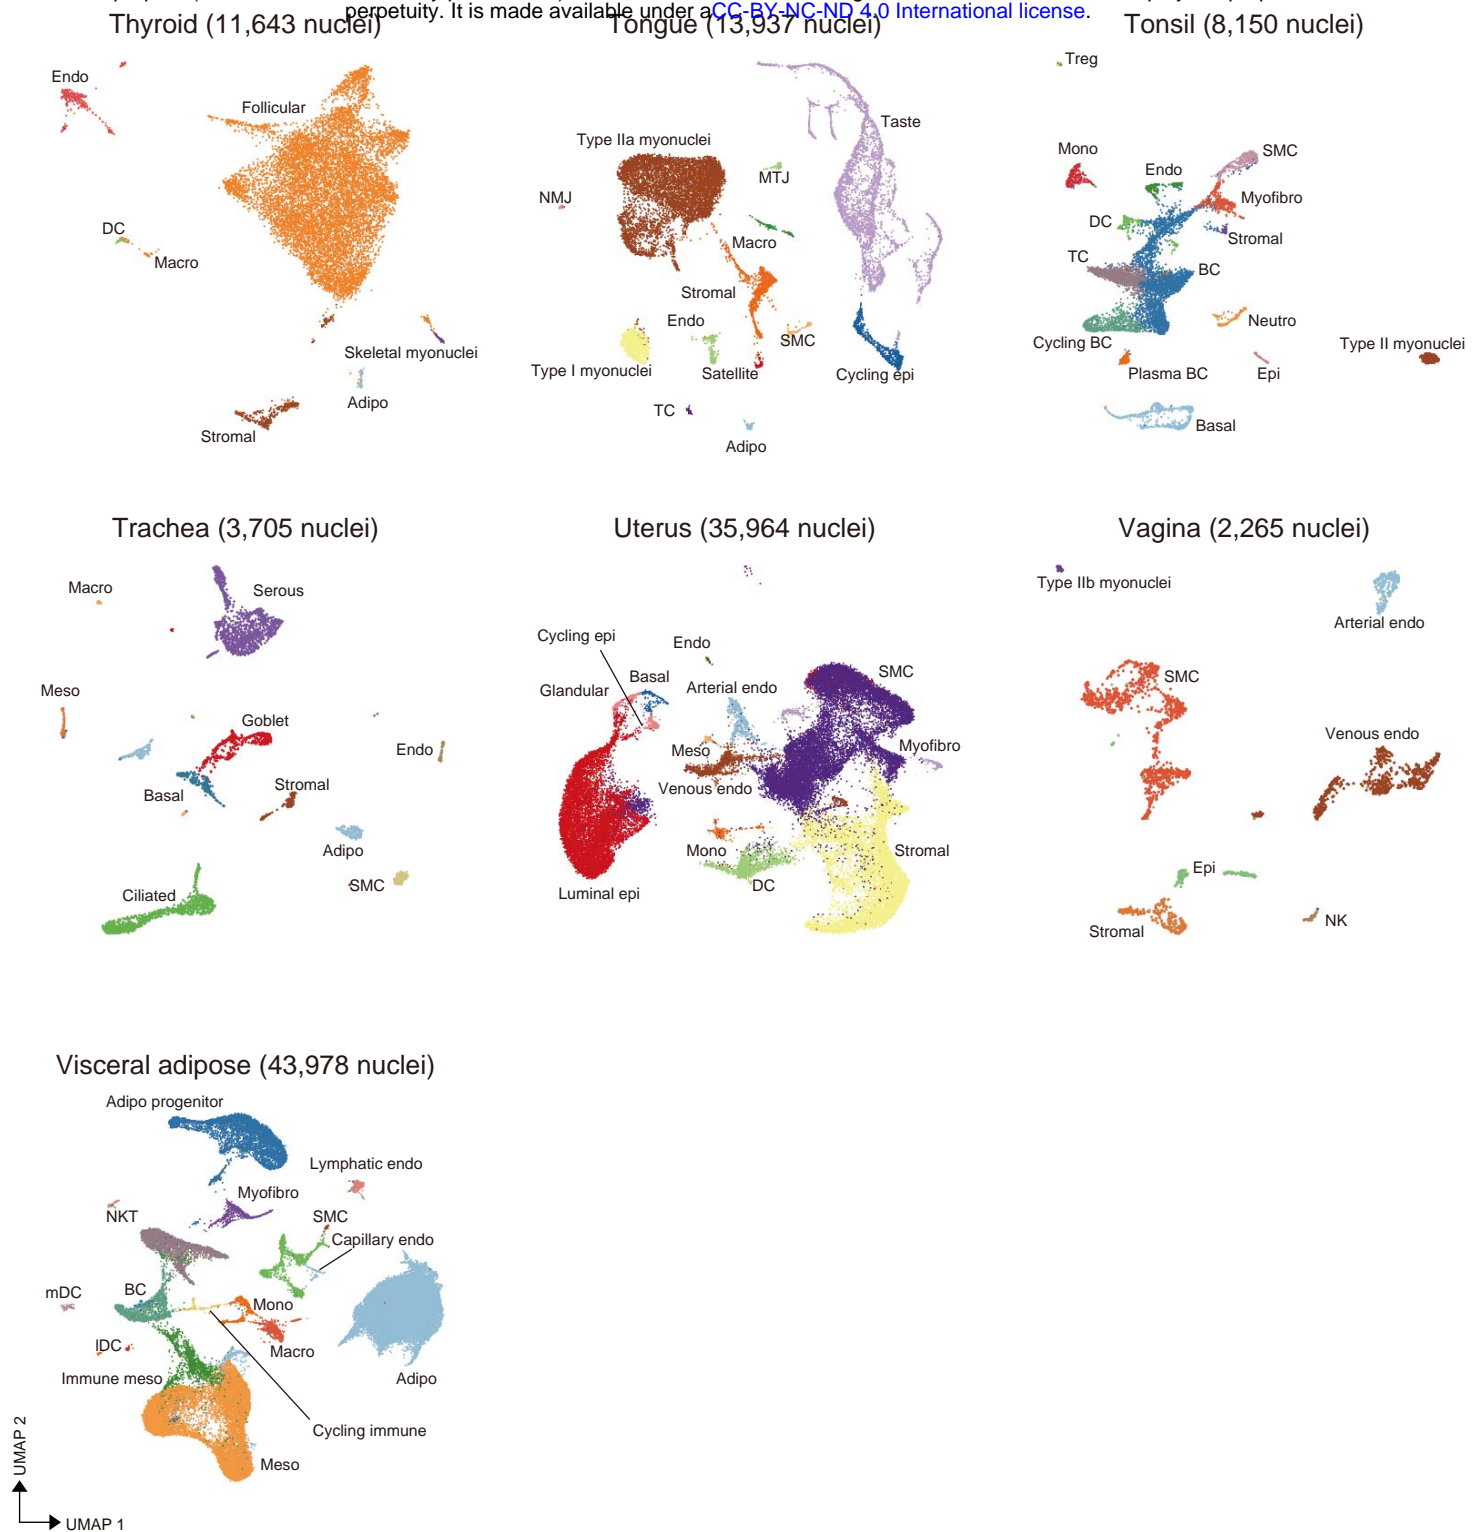 perpetuity. It is made available under aCC-BY-NC-ND 4.0 International license.
Thyroid (11,643 nuclei)
Endo
Follicular
DC
Macro
Skeletal myonuclei
Adipo
Stromal
Tongue (13,937 nuclei)
Taste
Type IIa myonuclei
MTJ
NMJ
Macro
Stromal
Endo
SMC
Type I myonuclei
Satellite
Cycling epi
TC
Adipo
Tonsil (8,150 nuclei)
Treg
Mono
SMC
Endo
Myofibro
DC
Stromal
TC
BC
Neutro
Cycling BC
Type II myonuclei
Plasma BC
Epi
Basal
Trachea (3,705 nuclei)
Macro
Serous
Meso
Goblet
Endo
Basal
Stromal
Adipo
SMC
Ciliated
Uterus (35,964 nuclei)
Cycling epi
Endo
SMC
Basal
Glandular
Arterial endo
Meso
Myofibro
Venous endo
Mono
Stromal
DC
Luminal epi
Vagina (2,265 nuclei)
Type IIb myonuclei
Arterial endo
SMC
Venous endo
Epi
NK
Stromal
Visceral adipose (43,978 nuclei)
Adipo progenitor
Lymphatic endo
Myofibro
NKT
SMC
Capillary endo
mDC
BC
Mono
lDC
Macro
Immune meso
Adipo
Cycling immune
Meso
UMAP 2
UMAP 1